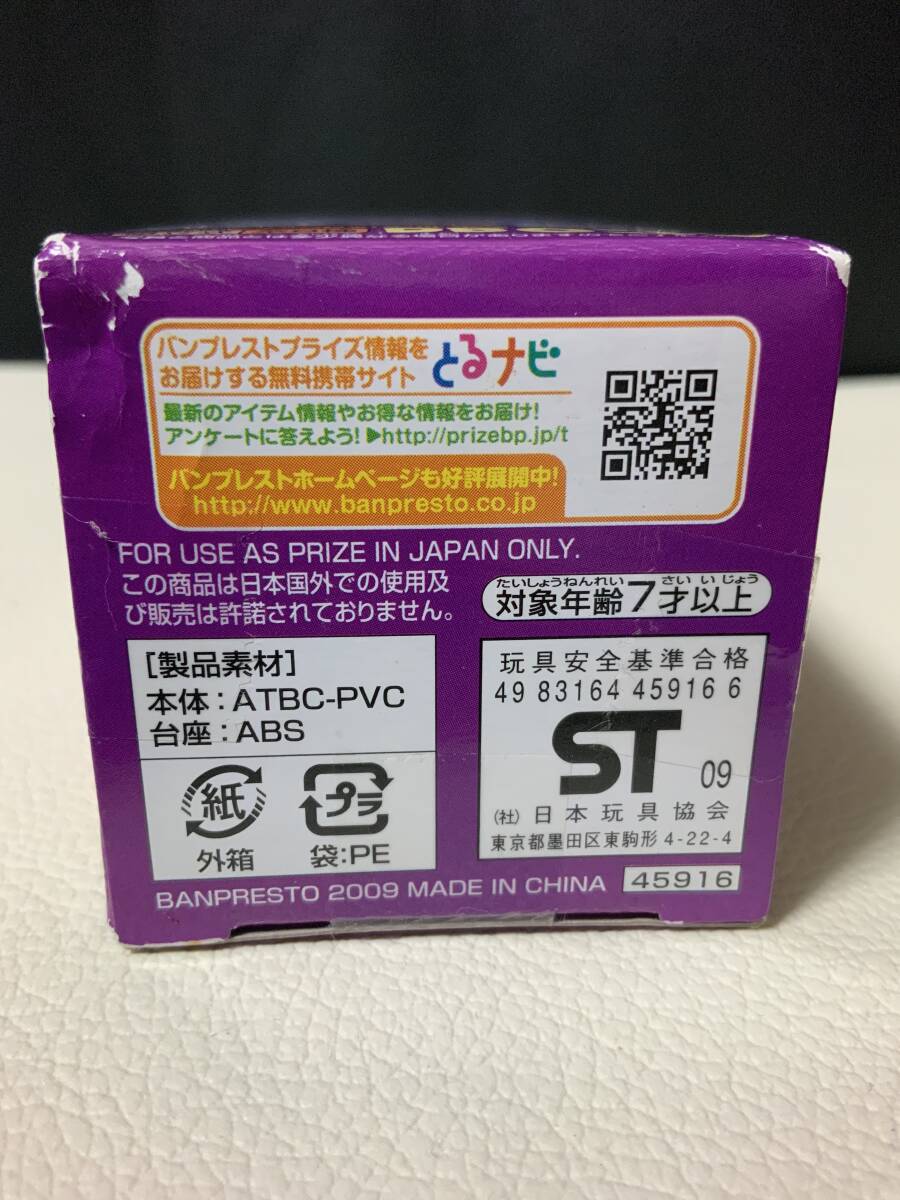 バンプレストプライズ情報を
お届けする無料携帯サイト
とるナビ
最新のアイテム情報やお得な情報をお届け!
アンケートに答えよう!▶http://prizebp.jp/t
バンプレストホームページも好評展開中!
http://www.banpresto.co.jp
FOR USE AS PRIZE IN JAPAN ONLY.
この商品は日本国外での使用及
び販売は許諾されておりません。
たいしょうねんれい さい いじょう
対象年齢7才以上
[製品素材]
本体:ATBC-PVC
台座:ABS
紙
外箱
プラ
袋:PE
玩具安全基準合格
49 83164 45916 6
ST 09
(社)日本玩具協会
東京都墨田区東駒形 4-22-4
BANPRESTO 2009 MADE IN CHINA 45916